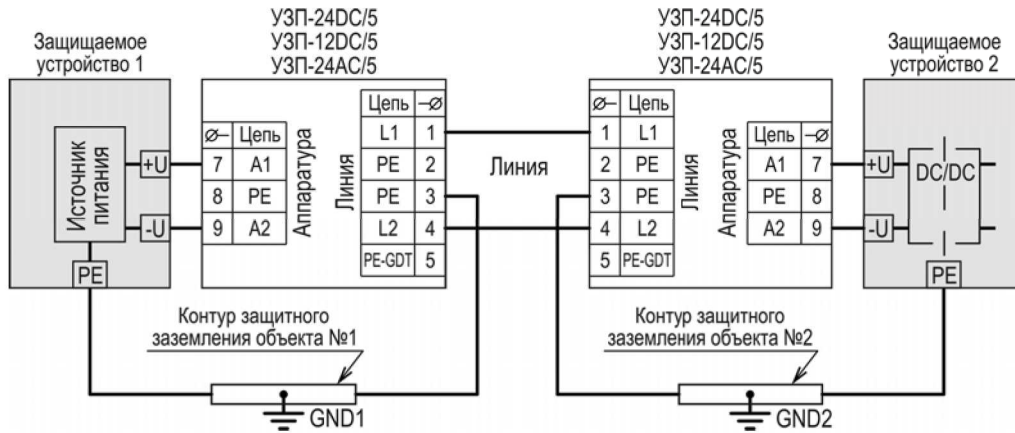 УЗП-24DC/5
УЗП-12DC/5
УЗП-24AC/5
УЗП-24DC/5
УЗП-12DC/5
УЗП-24AC/5
Защищаемое
устройство 1
Защищаемое
устройство 2
Источник
питания
+U
-U
PE
Цепь
7 A1
8 PE
9 A2
Аппаратура
Линия
Цепь
L1 1
PE 2
PE 3
L2 4
PE-GDT 5
Линия
Цепь
1 L1
2 PE
3 PE
4 L2
5 PE-GDT
Линия
Аппаратура
Цепь
A1 7
PE 8
A2 9
+U
-U
DC/DC
PE
Контур защитного
заземления объекта №1
GND1
Контур защитного
заземления объекта №2
GND2